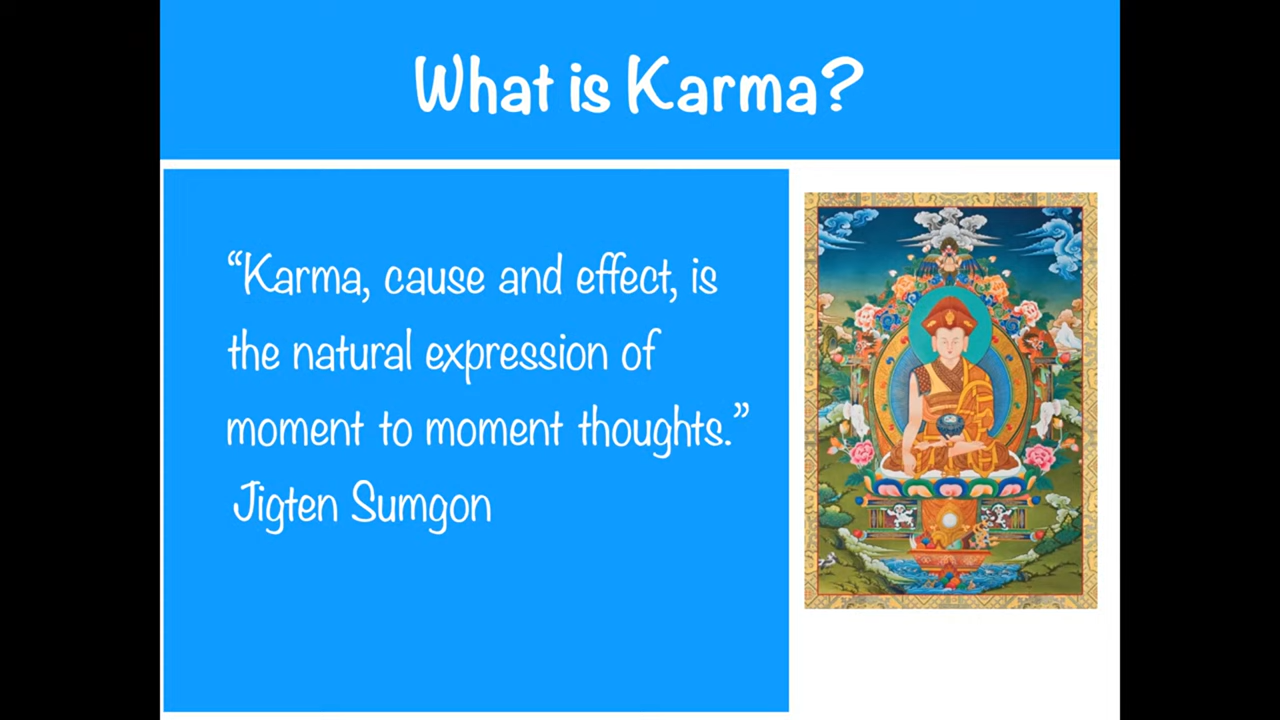 What is Karma?
“Karma, cause and effect, is
the natural expression of
moment to moment thoughts.”
Jigten Sumgon